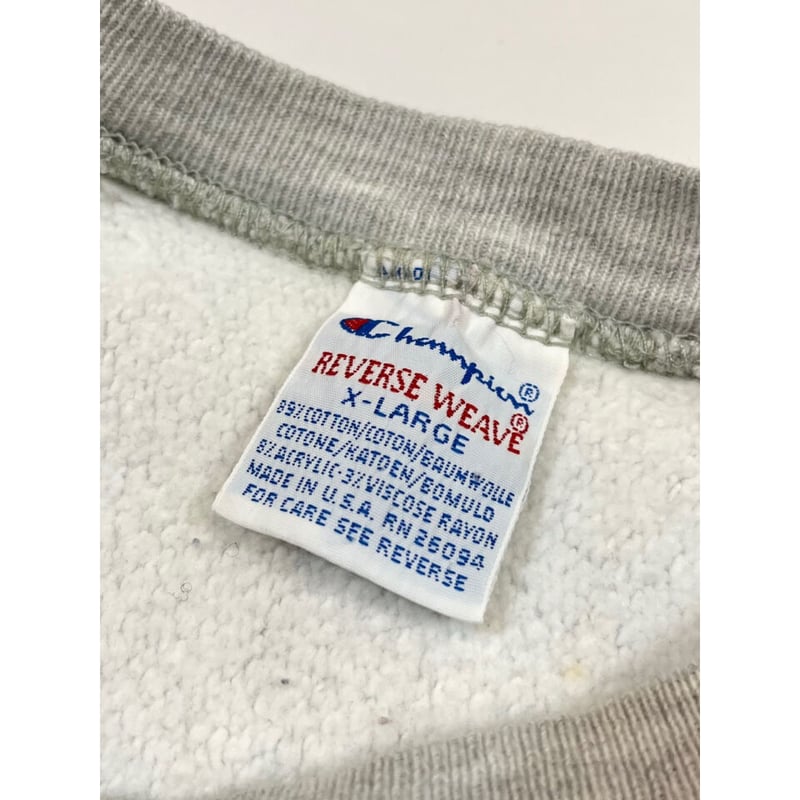 Champion®
REVERSE WEAVE®
X-LARGE
89%COTTON/COTON/BAUMWOLLE
COTONE/KATOEN/BOMULD
8%ACRYLIC-3%VISCOSE RAYON
MADE IN U.S.A. RN 26094
FOR CARE SEE REVERSE